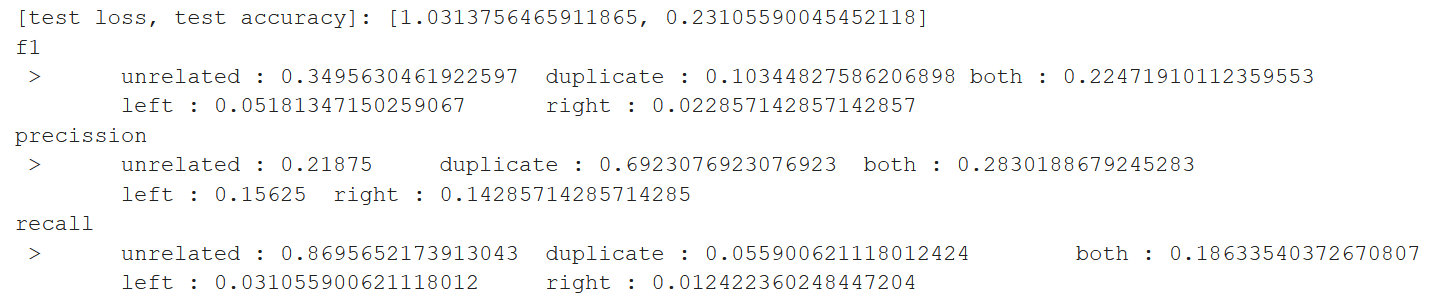 [test loss, test accuracy]: [1.0313756465911865, 0.23105590045452118]
f1
> unrelated : 0.3495630461922597 duplicate : 0.10344827586206898 both : 0.22471910112359553
left : 0.05181347150259067 right : 0.022857142857142857
precission
> unrelated : 0.21875 duplicate : 0.6923076923076923 both : 0.2830188679245283
left : 0.15625 right : 0.14285714285714285
recall
> unrelated : 0.8695652173913043 duplicate : 0.055900621118012424 both : 0.18633540372670807
left : 0.031055900621118012 right : 0.012422360248447204